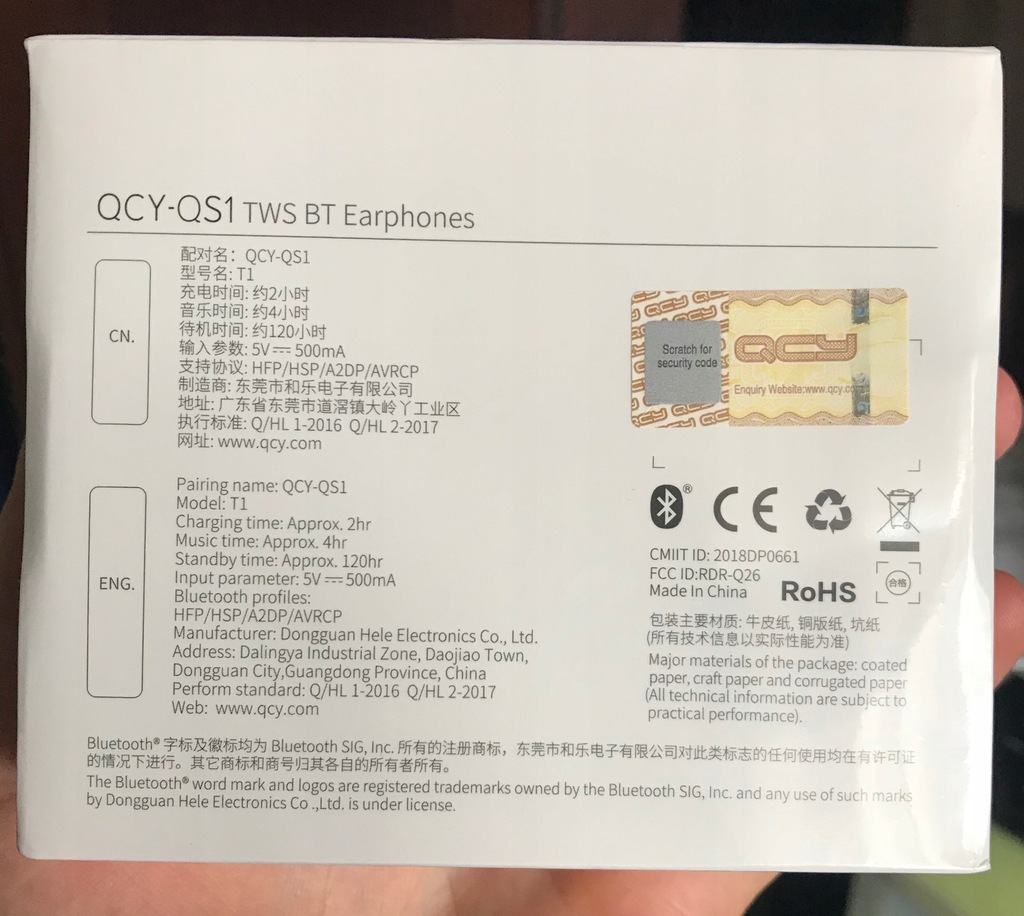 QCY-QS1 TWS BT Earphones
CN.
配对名: QCY-QS1
型号名: T1
充电时间: 约2小时
音乐时间: 约4小时
待机时间: 约120小时
输入参数: 5V⎓500mA
支持协议: HFP/HSP/A2DP/AVRCP
制造商: 东莞市和乐电子有限公司
地址: 广东省东莞市道滘镇大岭丫工业区
执行标准: Q/HL 1-2016 Q/HL 2-2017
网址: www.qcy.com
ENG.
Pairing name: QCY-QS1
Model: T1
Charging time: Approx. 2hr
Music time: Approx. 4hr
Standby time: Approx. 120hr
Input parameter: 5V⎓500mA
Bluetooth profiles:
HFP/HSP/A2DP/AVRCP
Manufacturer: Dongguan Hele Electronics Co., Ltd.
Address: Dalingya Industrial Zone, Daojiao Town,
Dongguan City,Guangdong Province, China
Perform standard: Q/HL 1-2016 Q/HL 2-2017
Web: www.qcy.com
Scratch for
security code
QCY
Enquiry Website:www.qcy.com
® CE
CMIIT ID: 2018DP0661
FCC ID:RDR-Q26
Made In China
RoHS
合格
包装主要材质: 牛皮纸, 铜版纸, 坑纸
(所有技术信息以实际性能为准)
Major materials of the package: coated
paper, craft paper and corrugated paper
(All technical information are subject to
practical performance).
Bluetooth® 字标及徽标均为 Bluetooth SIG, Inc. 所有的注册商标，东莞市和乐电子有限公司对此类标志的任何使用均在有许可证
的情况下进行。其它商标和商号归其各自的所有者所有。
The Bluetooth® word mark and logos are registered trademarks owned by the Bluetooth SIG, Inc. and any use of such marks
by Dongguan Hele Electronics Co .,Ltd. is under license.